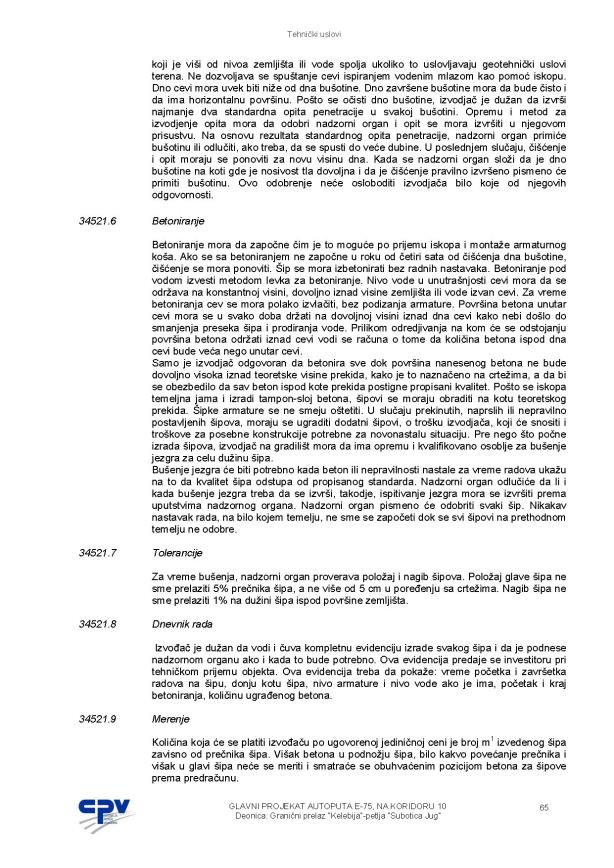 Tehnički uslovi
koji je viši od nivoa zemljišta ili vode spolja ukoliko to uslovljavaju geotehnički uslovi
terena. Ne dozvoljava se spuštanje cevi ispiranjem vodenim mlazom kao pomoć iskopu.
Dno cevi mora uvek biti niže od dna bušotine. Dno završene bušotine mora da bude čisto i
da ima horizontalnu površinu. Pošto se očisti dno bušotine, izvodjač je dužan da izvrši
najmanje dva standardna opita penetracije u svakoj bušotini. Opremu i metod za
izvodjenje opita mora da odobri nadzorni organ i opit se mora izvršiti u njegovom
prisustvu. Na osnovu rezultata standardnog opita penetracije, nadzorni organ primiće
bušotinu ili odlučiti, ako treba, da se spusti do veće dubine. U poslednjem slučaju, čišćenje
i opit moraju se ponoviti za novu visinu dna. Kada se nadzorni organ složi da je dno
bušotine na koti gde je nosivost tla dovoljna i da je čišćenje pravilno izvršeno pismeno će
primiti bušotinu. Ovo odobrenje neće osloboditi izvodjača bilo koje od njegovih
odgovornosti.
34521.6 Betoniranje
Betoniranje mora da započne čim je to moguće po prijemu iskopa i montaže armaturnog
koša. Ako se sa betoniranjem ne započne u roku od četiri sata od čišćenja dna bušotine,
čišćenje se mora ponoviti. Šip se mora izbetonirati bez radnih nastavaka. Betoniranje pod
vodom izvesti metodom levka za betoniranje. Nivo vode u unutrašnjosti cevi mora da se
održava na konstantnoj visini, dovoljno iznad visine zemljišta ili vode izvan cevi. Za vreme
betoniranja cev se mora polako izvlačiti, bez podizanja armature. Površina betona unutar
cevi mora se u svako doba držati na dovoljnoj visini iznad dna cevi kako nebi došlo do
smanjenja preseka šipa i prodiranja vode. Prilikom odredjivanja na kom će se odstojanju
površina betona održati iznad cevi vodi se računa o tome da količina betona ispod dna
cevi bude veća nego unutar cevi.
Samo je izvodjač odgovoran da betonira sve dok površina nanesenog betona ne bude
dovoljno visoka iznad teoretske visine prekida, kako je to naznačeno na crtežima, a da bi
se obezbedilo da sav beton ispod kote prekida postigne propisani kvalitet. Pošto se iskopa
temeljna jama i izradi tampon-sloj betona, šipovi se moraju obraditi na kotu teoretskog
prekida. Šipke armature se ne smeju oštetiti. U slučaju prekinutih, naprslih ili nepravilno
postavljenih šipova, moraju se ugraditi dodatni šipovi, o trošku izvodjača, koji će snositi i
troškove za posebne konstrukcije potrebne za novonastalu situaciju. Pre nego što počne
izrada šipova, izvodjač na gradilišt mora da ima opremu i kvalifikovano osoblje za bušenje
jezgra za celu dužinu šipa.
Bušenje jezgra će biti potrebno kada beton ili nepravilnosti nastale za vreme radova ukažu
na to da kvalitet šipa odstupa od propisanog standarda. Nadzorni organ odlučiće da li i
kada bušenje jezgra treba da se izvrši, takodje, ispitivanje jezgra mora se izvršiti prema
uputstvima nadzornog organa. Nadzorni organ pismeno će odobriti svaki šip. Nikakav
nastavak rada, na bilo kojem temelju, ne sme se započeti dok se svi šipovi na prethodnom
temelju ne odobre.
34521.7 Tolerancije
Za vreme bušenja, nadzorni organ proverava položaj i nagib šipova. Položaj glave šipa ne
sme prelaziti 5% prečnika šipa, a ne više od 5 cm u poređenju sa crtežima. Nagib šipa ne
sme prelaziti 1% na dužini šipa ispod površine zemljišta.
34521.8 Dnevnik rada
Izvođač je dužan da vodi i čuva kompletnu evidenciju izrade svakog šipa i da je podnese
nadzornom organu ako i kada to bude potrebno. Ova evidencija predaje se investitoru pri
tehničkom prijemu objekta. Ova evidencija treba da pokaže: vreme početka i završetka
radova na šipu, donju kotu šipa, nivo armature i nivo vode ako je ima, početak i kraj
betoniranja, količinu ugrađenog betona.
34521.9 Merenje
Količina koja će se platiti izvođaču po ugovorenoj jediničnoj ceni je broj m¹ izvedenog šipa
zavisno od prečnika šipa. Višak betona u podnožju šipa, bilo kakvo povećanje prečnika i
višak u glavi šipa neće se meriti i smatraće se obuhvaćenim pozicijom betona za šipove
prema predračunu.
CPV
GLAVNI PROJEKAT AUTOPUTA E-75, NA KORIDORU 10
Deonica: Granični prelaz "Kelebija"-petlja "Subotica Jug"
65